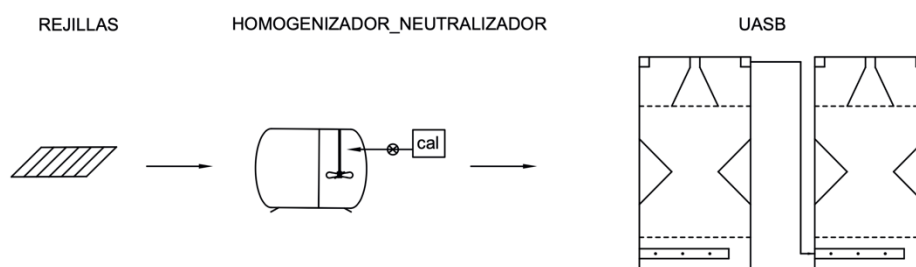 REJILLAS
HOMOGENIZADOR_NEUTRALIZADOR
UASB
cal